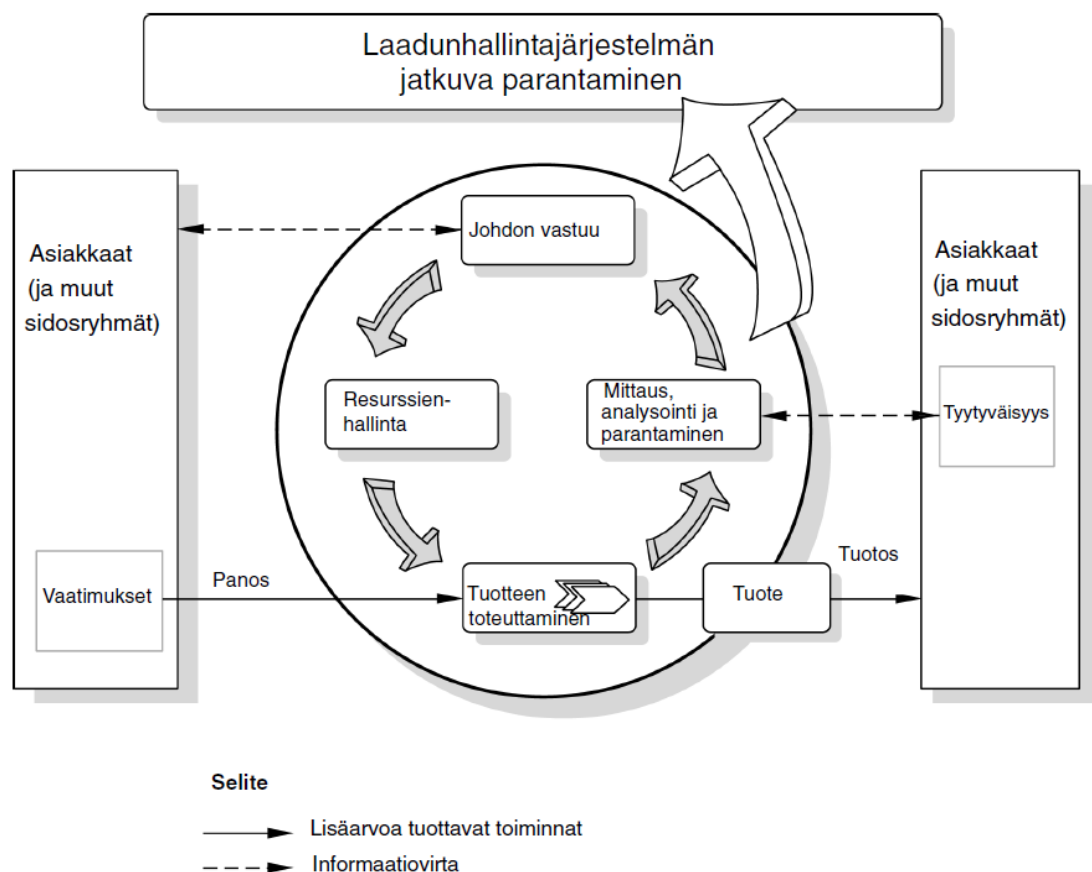 Laadunhallintajärjestelmän
jatkuva parantaminen
Asiakkaat
(ja muut
sidosryhmät)
Johdon vastuu
Asiakkaat
(ja muut
sidosryhmät)
Resurssien-
hallinta
Mittaus,
analysointi ja
parantaminen
Tyytyväisyys
Vaatimukset
Panos
Tuotteen
toteuttaminen
Tuote
Tuotos
Selite
Lisäarvoa tuottavat toiminnat
Informaatiovirta